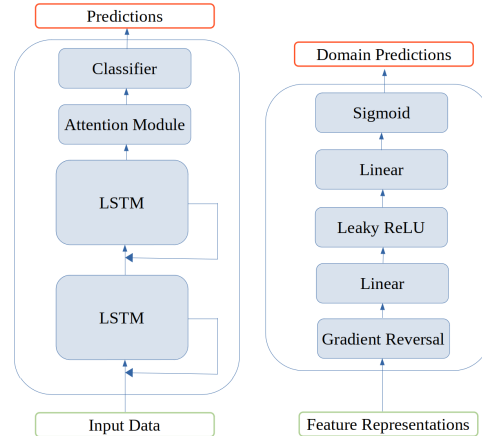 Predictions
Classifier
Attention Module
LSTM
LSTM
Input Data
Domain Predictions
Sigmoid
Linear
Leaky ReLU
Linear
Gradient Reversal
Feature Representations